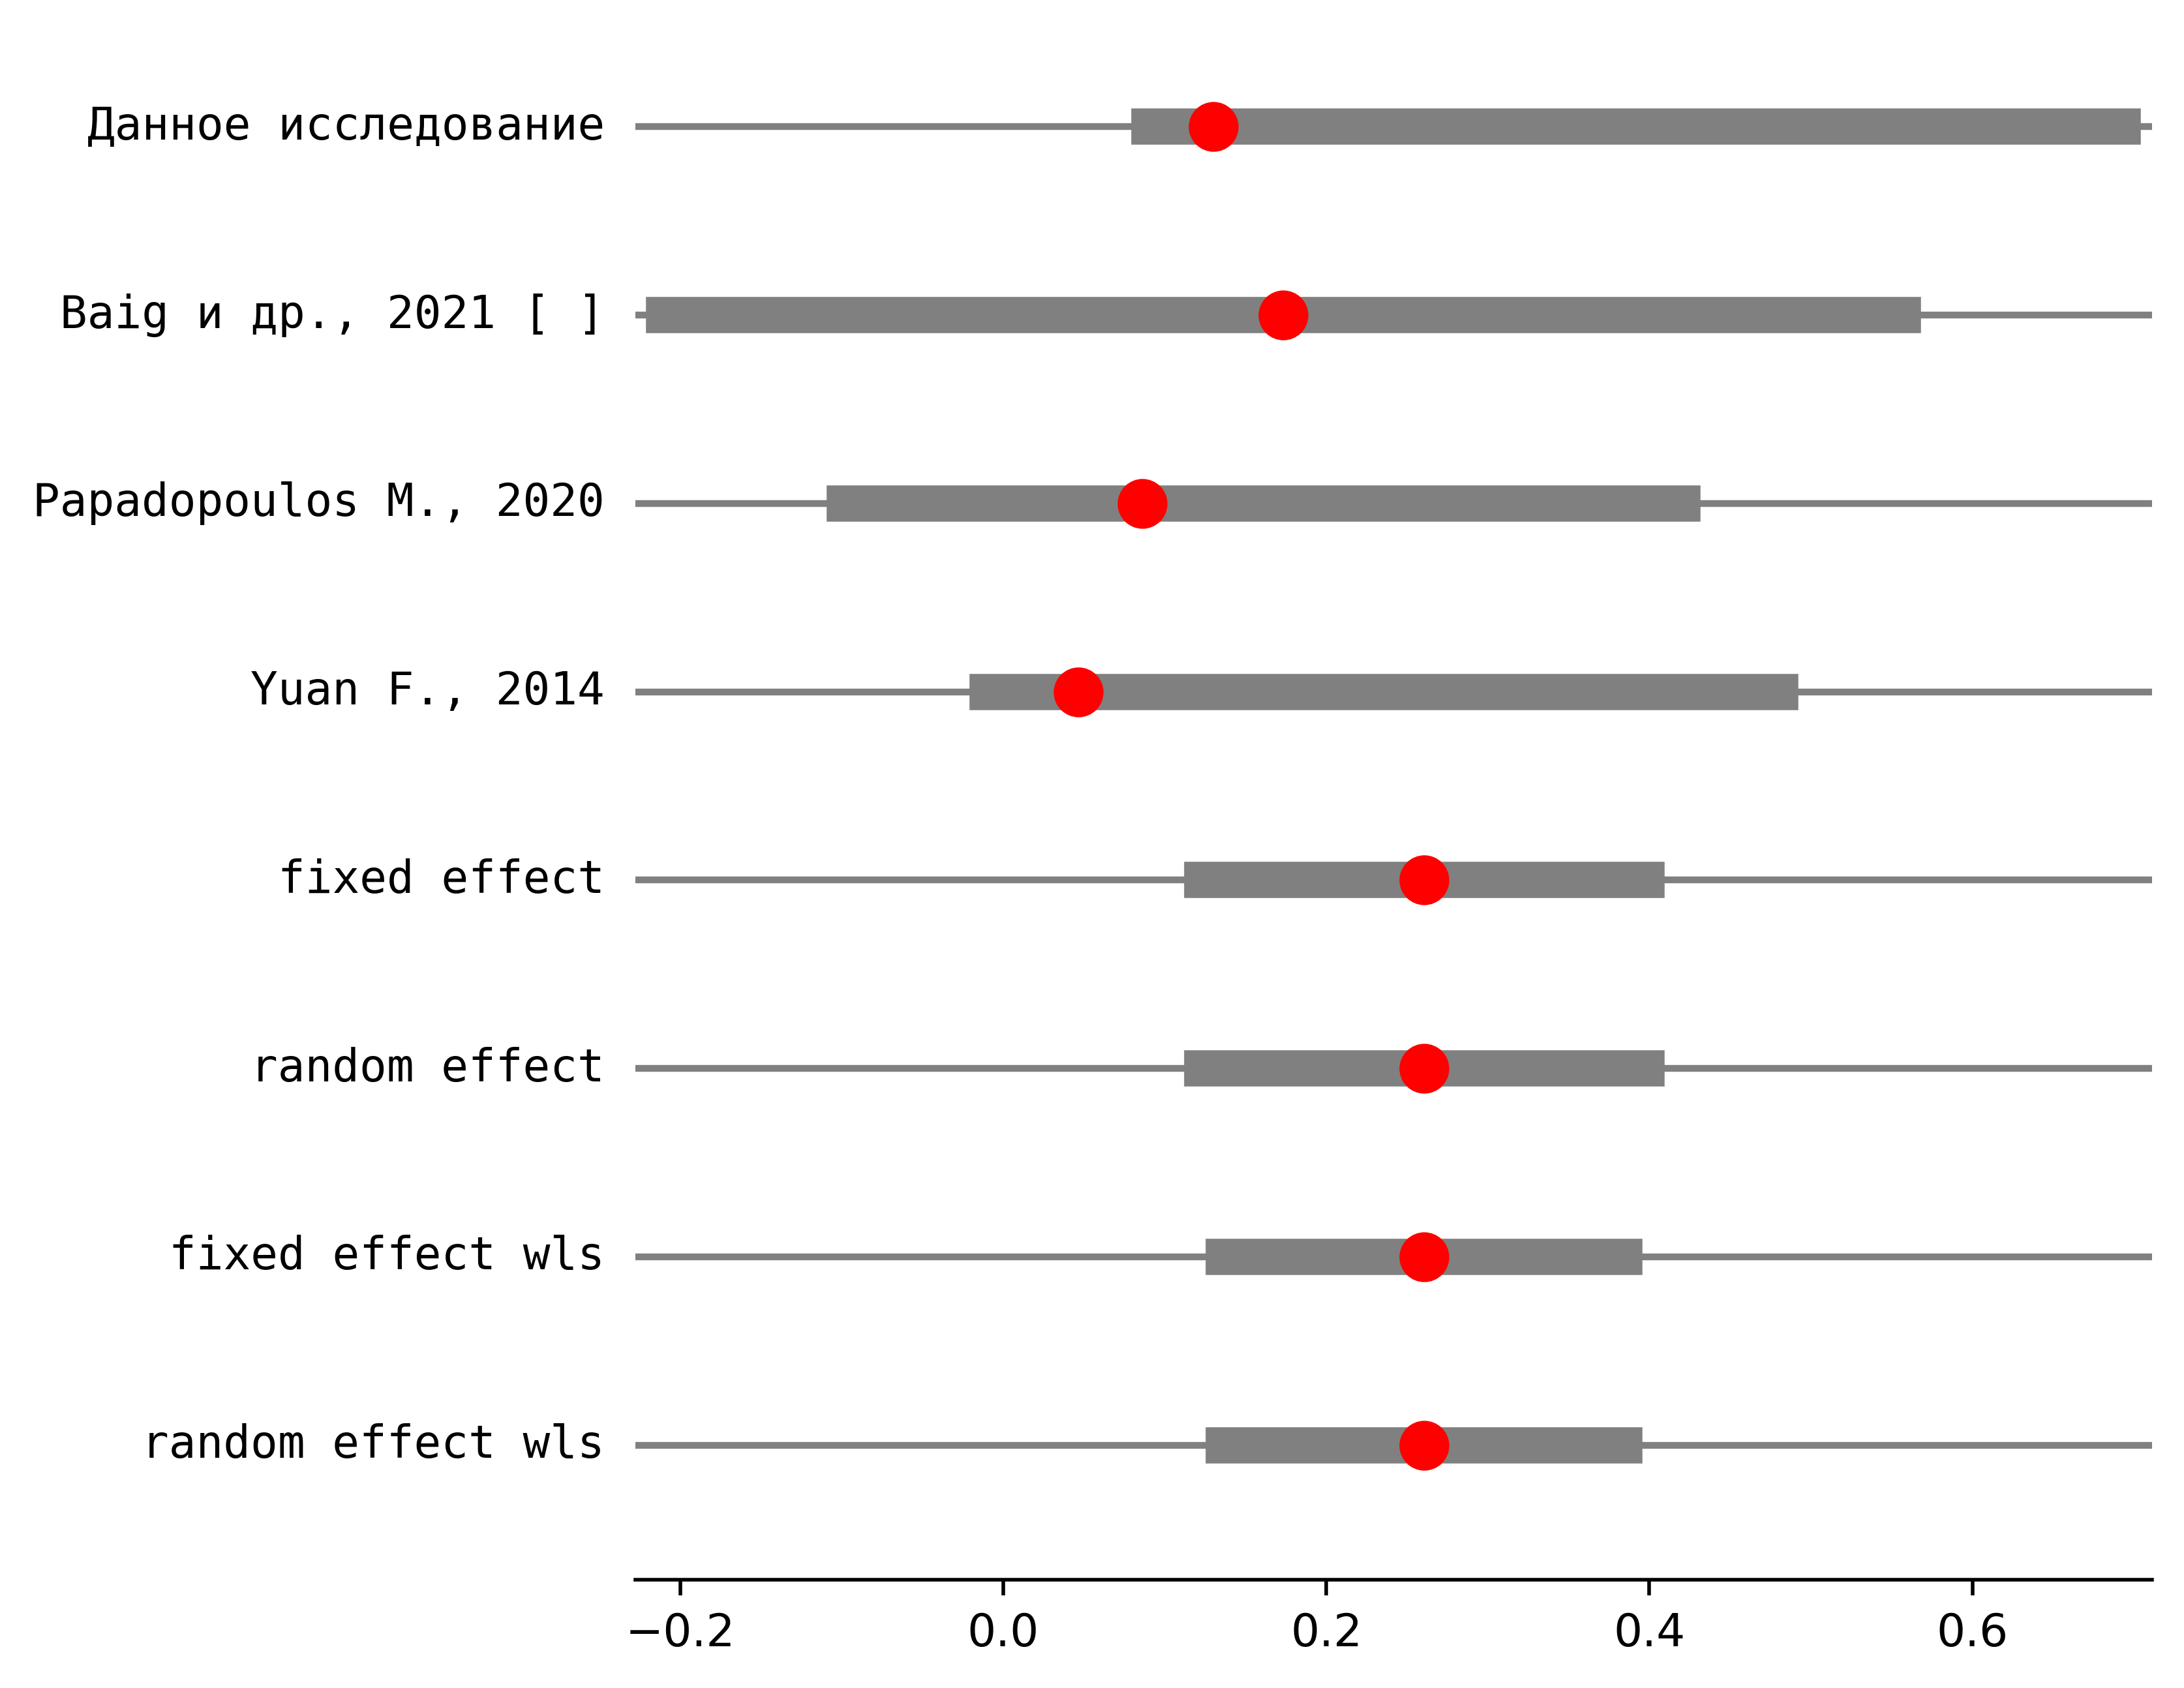 Данное исследование
Baig и др., 2021 [ ]
Papadopoulos M., 2020
Yuan F., 2014
fixed effect
random effect
fixed effect wls
random effect wls
−0.2 0.0 0.2 0.4 0.6